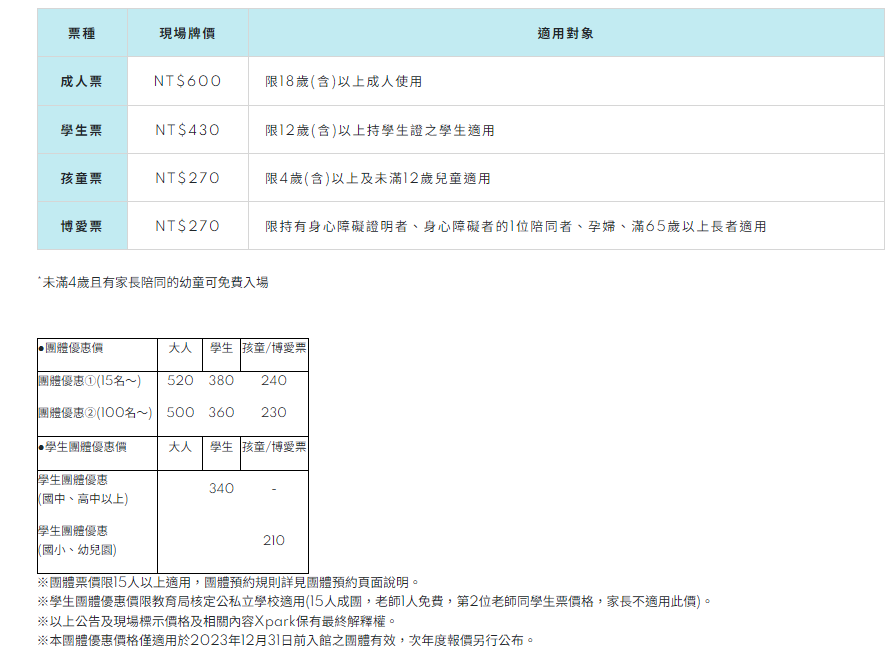 票種 現場牌價 適用對象
成人票 NT$600 限18歲(含)以上成人使用
學生票 NT$430 限12歲(含)以上持學生證之學生適用
孩童票 NT$270 限4歲(含)以上及未滿12歲兒童適用
博愛票 NT$270 限持有身心障礙證明者、身心障礙者的1位陪同者、孕婦、滿65歲以上長者適用
*未滿4歲且有家長陪同的幼童可免費入場
●團體優惠價 大人 學生 孩童/博愛票
團體優惠①(15名～) 520 380 240
團體優惠②(100名～) 500 360 230
●學生團體優惠價 大人 學生 孩童/博愛票
學生團體優惠
(國中、高中以上) 340 -
學生團體優惠
(國小、幼兒園) 210
※團體票價限15人以上適用，團體預約規則詳見團體預約頁面說明。
※學生團體優惠價限教育局核定公私立學校適用(15人成團，老師1人免費，第2位老師同學生票價格，家長不適用此價)。
※以上公告及現場標示價格及相關內容Xpark保有最終解釋權。
※本團體優惠價格僅適用於2023年12月31日前入館之團體有效，次年度報價另行公布。